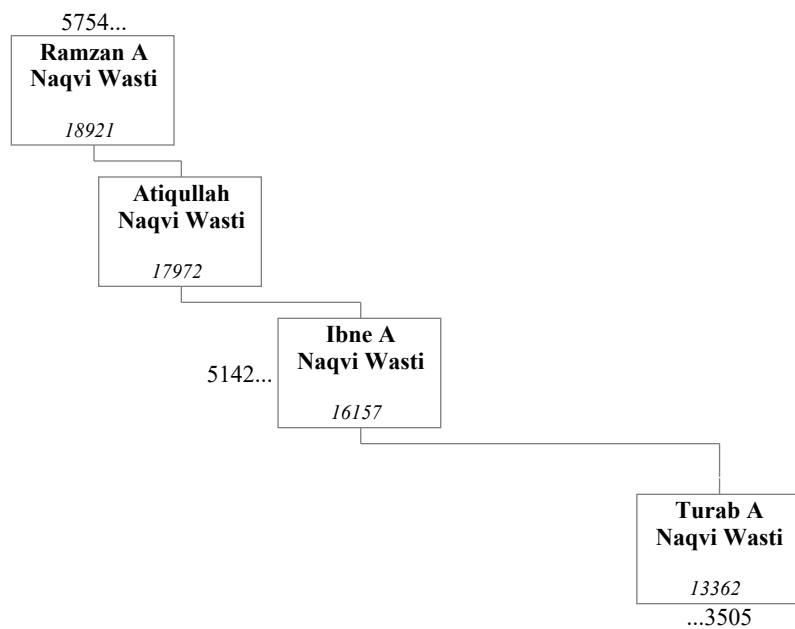 5754...
Ramzan A
Naqvi Wasti
18921
Atiqullah
Naqvi Wasti
17972
Ibne A
Naqvi Wasti
5142...
16157
Turab A
Naqvi Wasti
13362
...3505